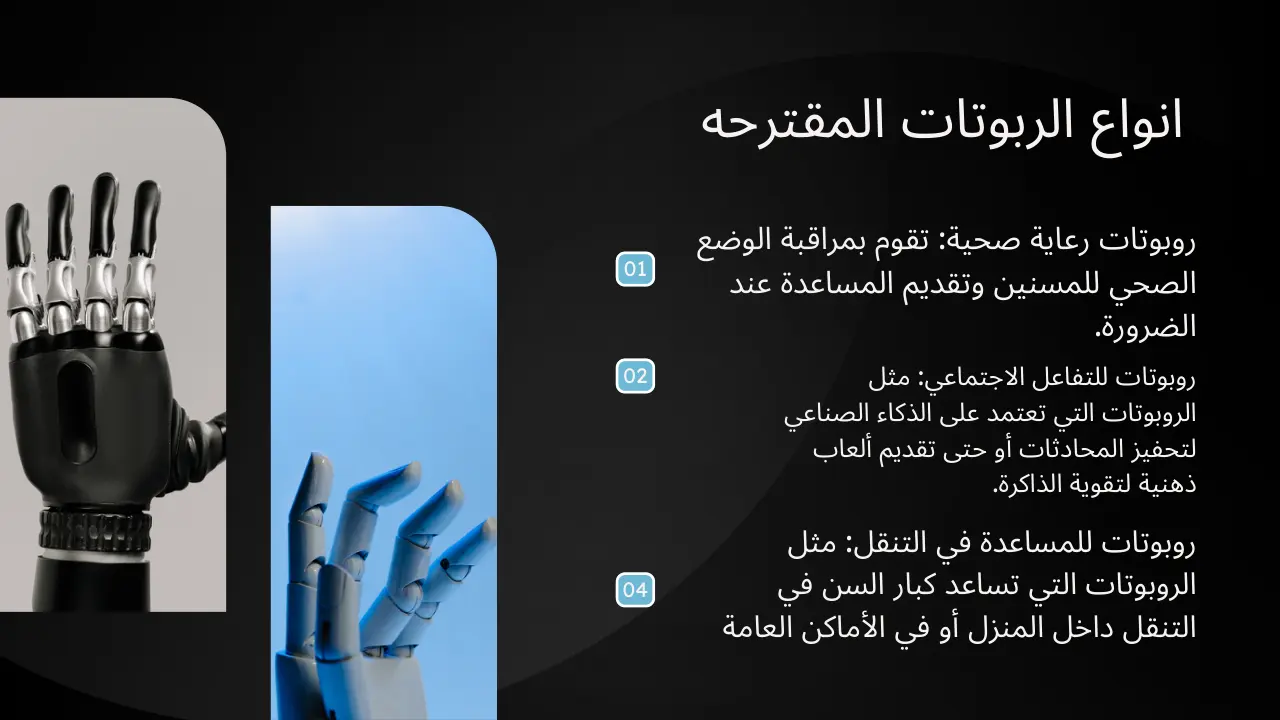 انواع الربوتات المقترحه
01
روبوتات رعاية صحية: تقوم بمراقبة الوضع
الصحي للمسنين وتقديم المساعدة عند
الضرورة.
02
روبوتات للتفاعل الاجتماعي: مثل
الروبوتات التي تعتمد على الذكاء الصناعي
لتحفيز المحادثات أو حتى تقديم ألعاب
ذهنية لتقوية الذاكرة.
04
روبوتات للمساعدة في التنقل: مثل
الروبوتات التي تساعد كبار السن في
التنقل داخل المنزل أو في الأماكن العامة